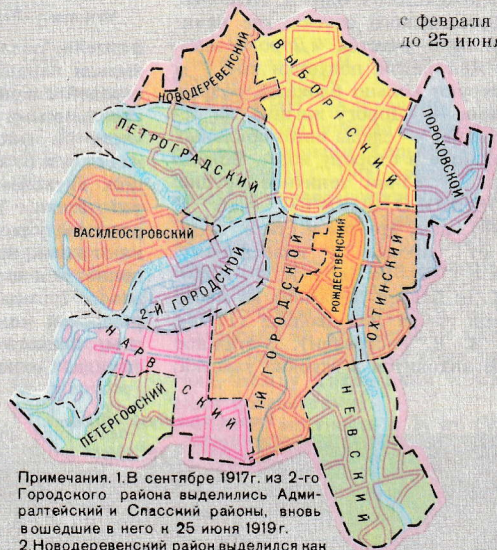 с февраля
до 25 июн
НОВОДЕРЕВЕНСКИЙ
ВЫБОРГСКИЙ
ПОРОХОВСКОЙ
ПЕТРОГРАДСКИЙ
ВАСИЛЕОСТРОВСКИЙ
2-Й ГОРОДСКОЙ
1-Й ГОРОДСКОЙ
РОЖДЕСТВЕНСКИЙ
ОХТИНСКИЙ
НАРВСКИЙ
ПЕТЕРГОФСКИЙ
НЕВСКИЙ
Примечания. 1.В сентябре 1917г. из 2-го
Городского района выделились Адми-
ралтейский и Спасский районы, вновь
вошедшие в него к 25 июня 1919г.
2.Новодеревенский район выделился как